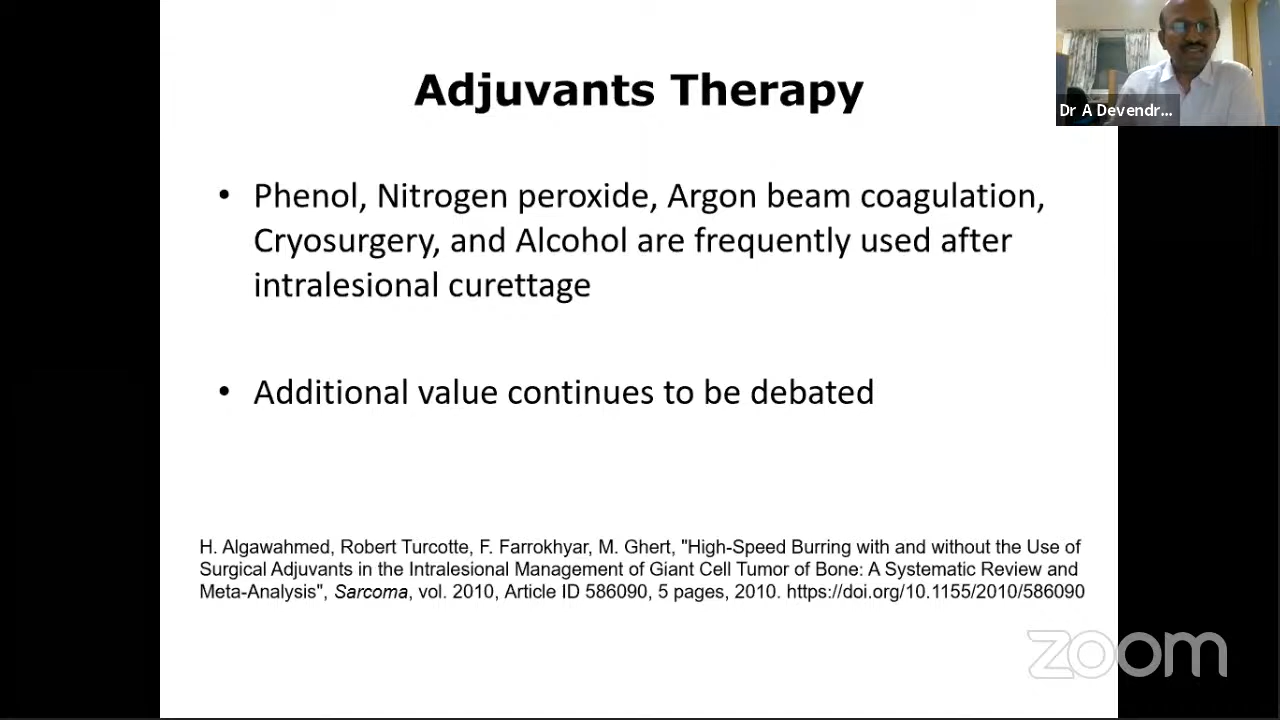 Adjuvants Therapy
Dr A Devendr...
• Phenol, Nitrogen peroxide, Argon beam coagulation,
Cryosurgery, and Alcohol are frequently used after
intralesional curettage
• Additional value continues to be debated
H. Algawahmed, Robert Turcotte, F. Farrokhyar, M. Ghert, "High-Speed Burring with and without the Use of
Surgical Adjuvants in the Intralesional Management of Giant Cell Tumor of Bone: A Systematic Review and
Meta-Analysis", Sarcoma, vol. 2010, Article ID 586090, 5 pages, 2010. https://doi.org/10.1155/2010/586090
zoom